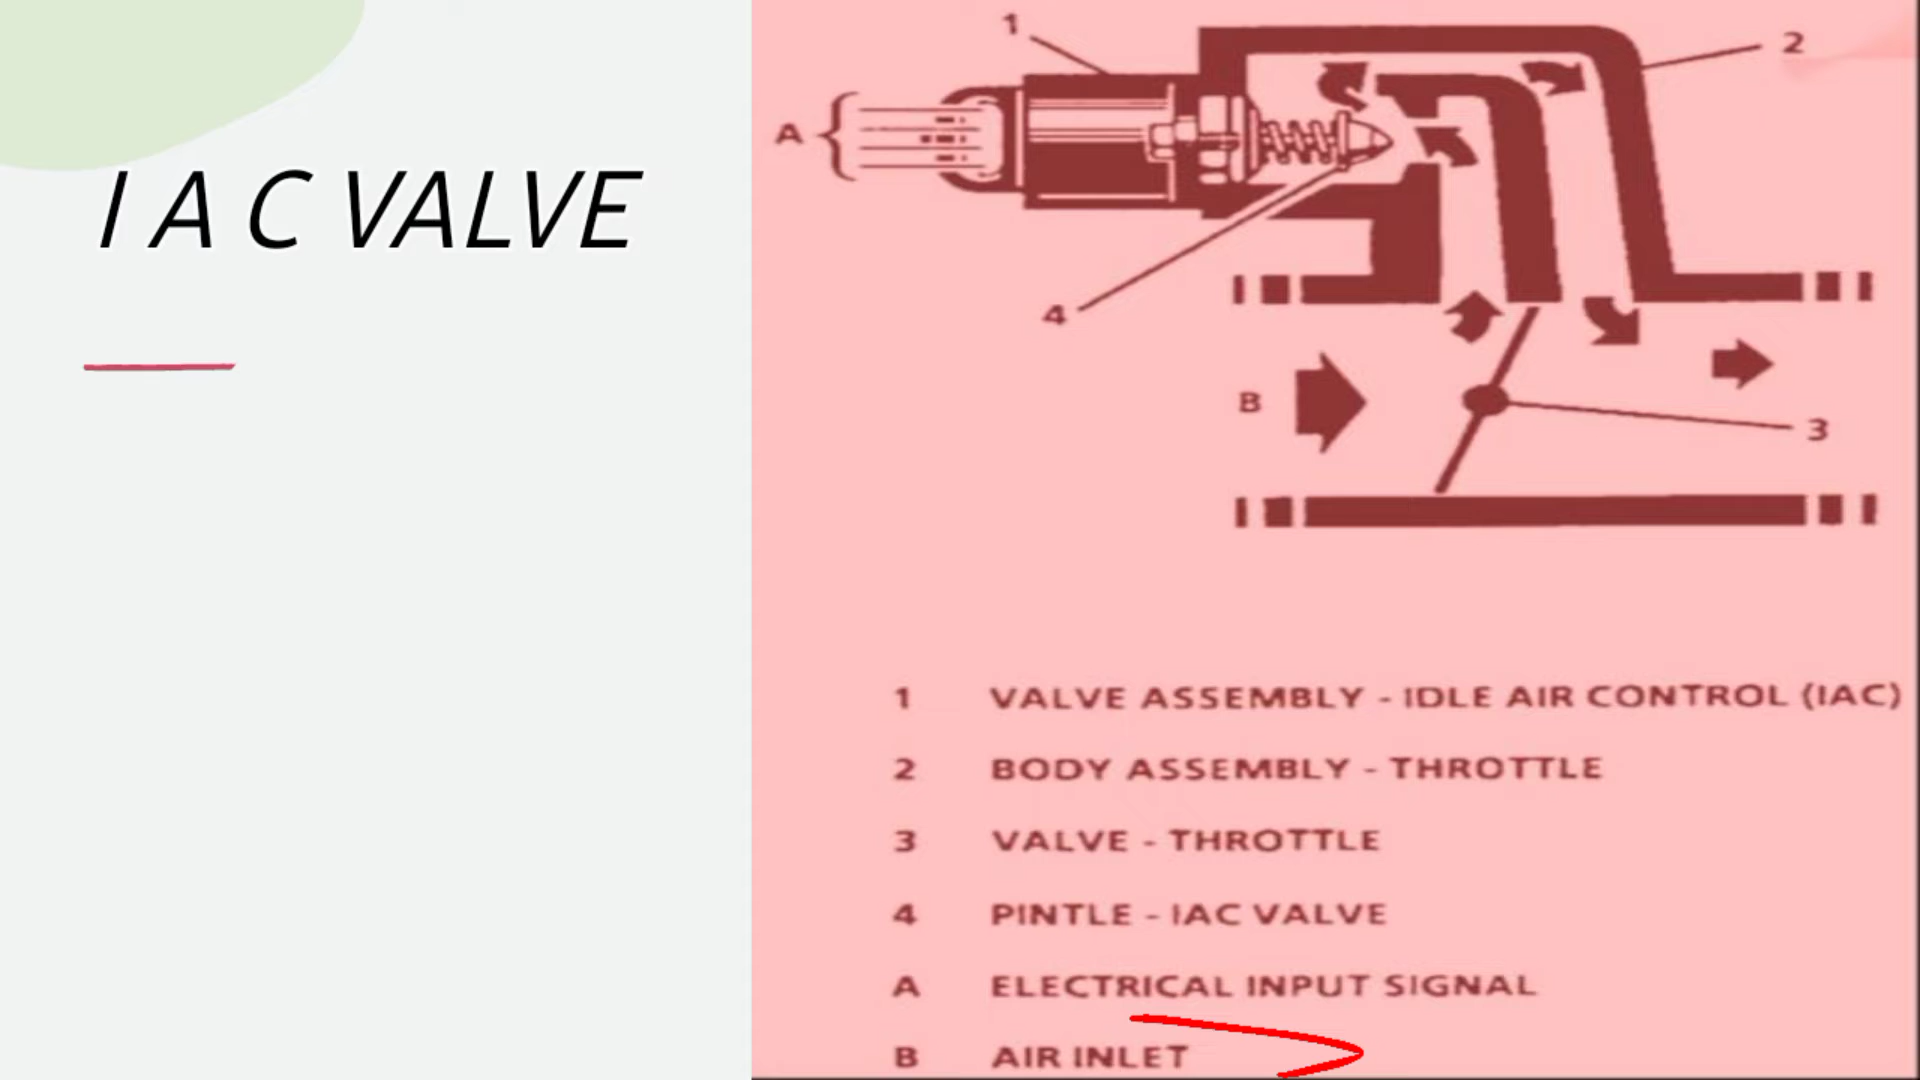 I A C VALVE
1
2
A
4
B
3
1 VALVE ASSEMBLY - IDLE AIR CONTROL (IAC)
2 BODY ASSEMBLY - THROTTLE
3 VALVE - THROTTLE
4 PINTLE - IAC VALVE
A ELECTRICAL INPUT SIGNAL
B AIR INLET